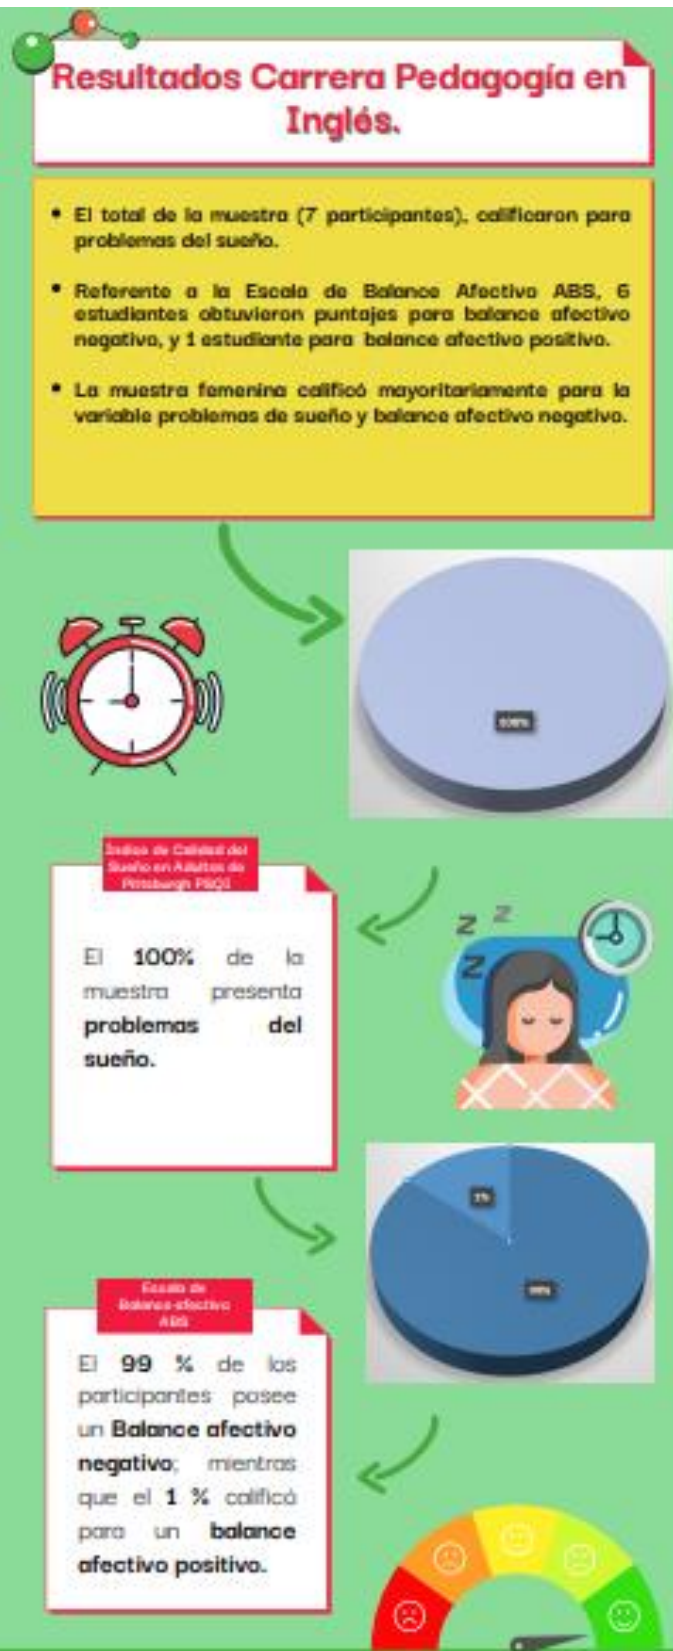 Resultados Carrera Pedagogía en
Inglés.
• El total de la muestra (7 participantes), calificaron para
problemas del sueño.
• Referente a la Escala de Balance Afectivo ABS, 6
estudiantes obtuvieron puntajes para balance afectivo
negativo, y 1 estudiante para balance afectivo positivo.
• La muestra femenina calificó mayoritariamente para la
variable problemas de sueño y balance afectivo negativo.
100%
Índice de Calidad del
Sueño en Adultos de
Pittsburgh PSQI
El 100% de la
muestra presenta
problemas del
sueño.
Z Z
Z
1%
99%
Escala de
Balance afectivo
ABS
El 99 % de los
participantes posee
un Balance afectivo
negativo; mientras
que el 1 % calificó
para un balance
afectivo positivo.